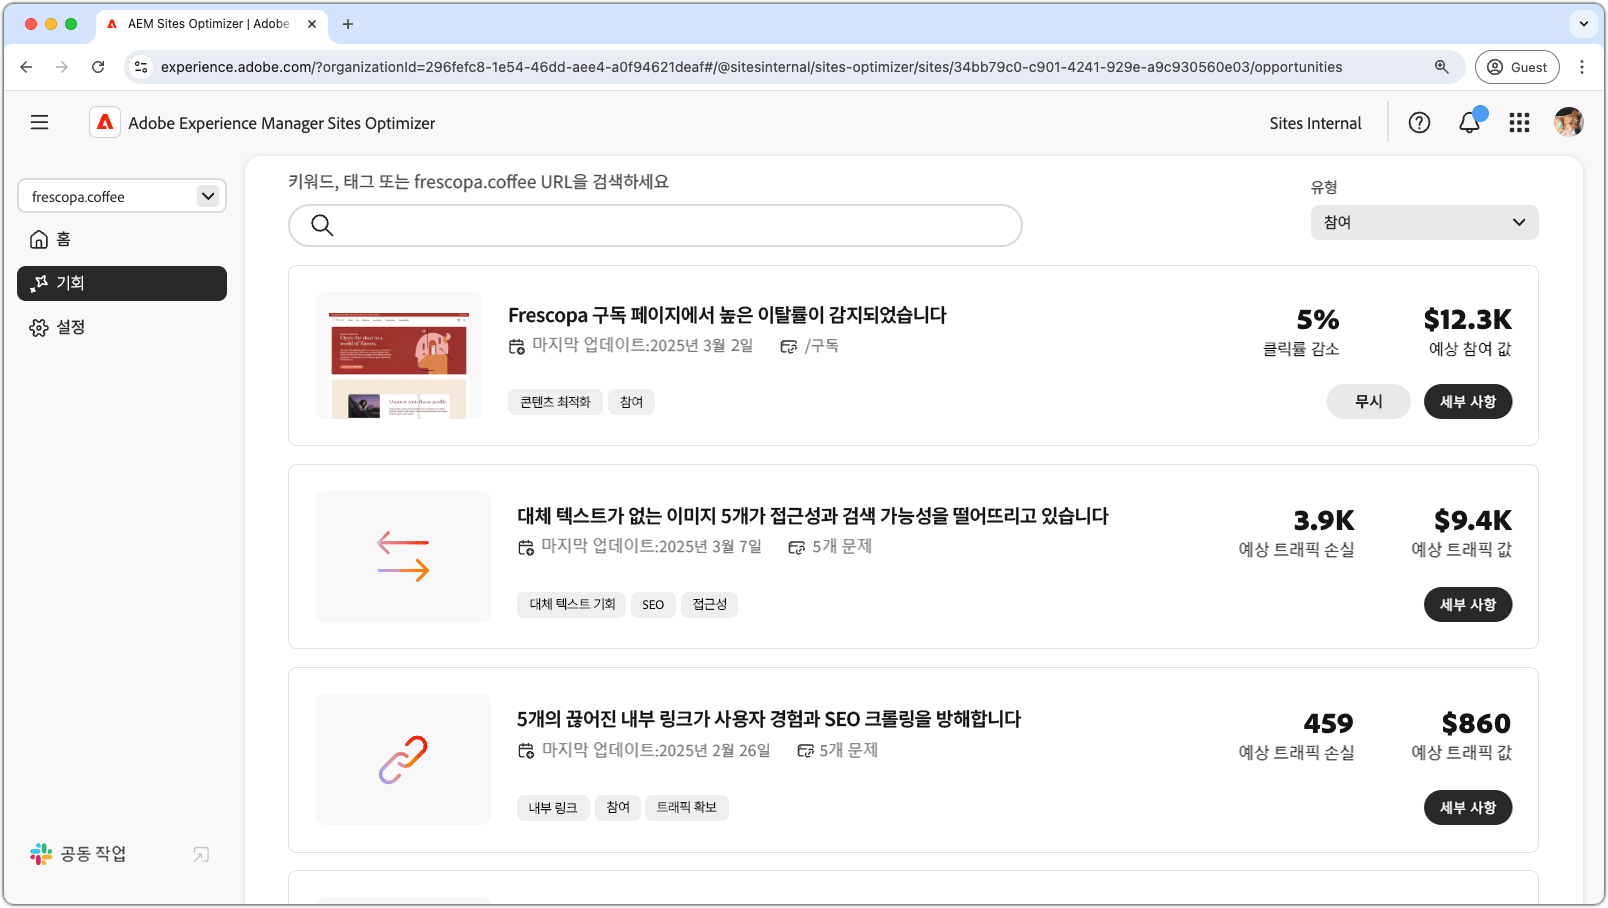 AEM Sites Optimizer | Adobe
experience.adobe.com/?organizationId=296fefc8-1e54-46dd-aee4-a0f94621deaf#/@sitesinternal/sites-optimizer/sites/34bb79c0-c901-4241-929e-a9c930560e03/opportunities
Guest
Adobe Experience Manager Sites Optimizer
Sites Internal
frescopa.coffee
홈
기회
설정
공동 작업
키워드, 태그 또는 frescopa.coffee URL을 검색하세요
유형
참여
Frescopa 구독 페이지에서 높은 이탈률이 감지되었습니다
마지막 업데이트:2025년 3월 2일 /구독
콘텐츠 최적화 참여
5%
클릭률 감소
$12.3K
예상 참여 값
무시 세부 사항
Open the door to a
world of flavors.
Uncover your flavor profile.
대체 텍스트가 없는 이미지 5개가 접근성과 검색 가능성을 떨어뜨리고 있습니다
마지막 업데이트:2025년 3월 7일 5개 문제
대체 텍스트 기회 SEO 접근성
3.9K
예상 트래픽 손실
$9.4K
예상 트래픽 값
세부 사항
5개의 끊어진 내부 링크가 사용자 경험과 SEO 크롤링을 방해합니다
마지막 업데이트:2025년 2월 26일 5개 문제
내부 링크 참여 트래픽 확보
459
예상 트래픽 손실
$860
예상 트래픽 값
세부 사항